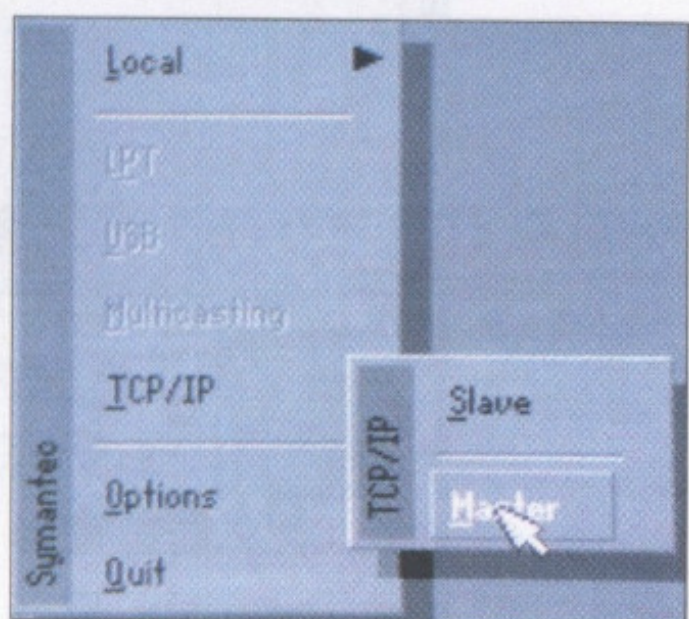 Local
LPT
USB
Multicasting
TCP/IP
Options
Quit
Symantec
TCP/IP
Slave
Master